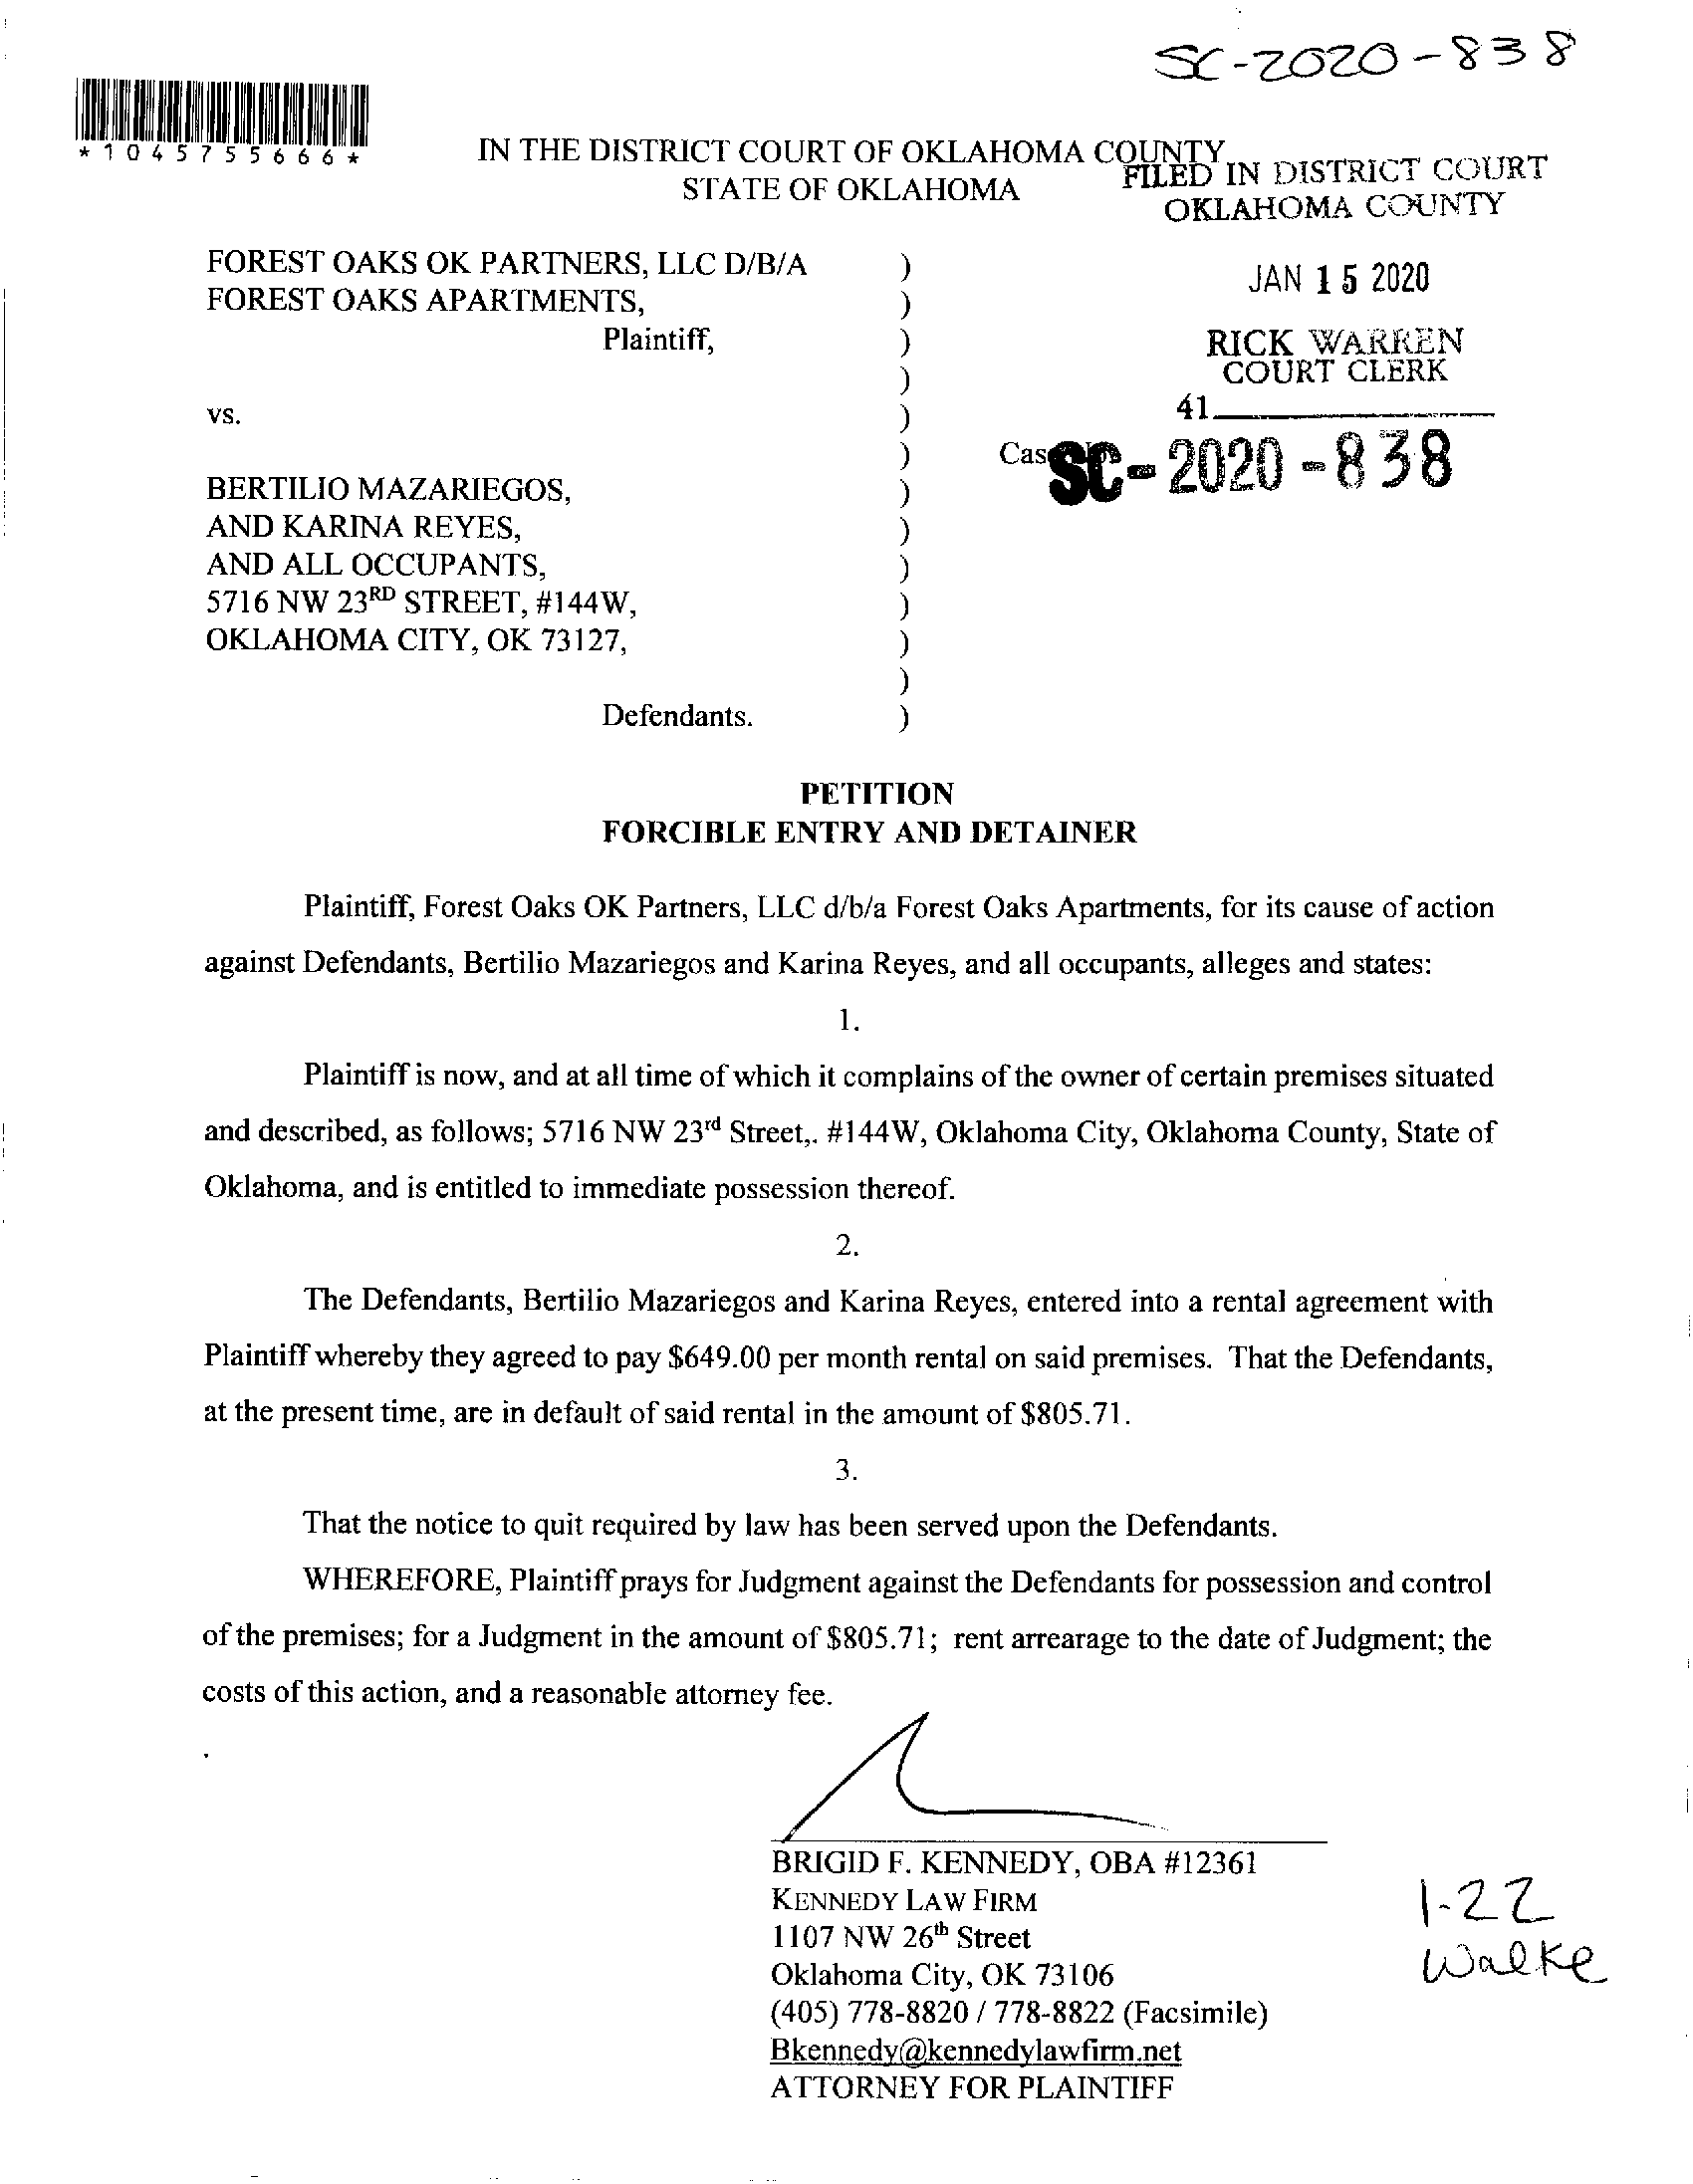 SC-2020-838
*1045755666*
IN THE DISTRICT COURT OF OKLAHOMA COUNTY
STATE OF OKLAHOMA
FILED IN DISTRICT COURT
OKLAHOMA COUNTY
JAN 15 2020
RICK WARREN
COURT CLERK
41
FOREST OAKS OK PARTNERS, LLC D/B/A )
FOREST OAKS APARTMENTS, )
Plaintiff, )
)
vs. )
) Cas SC-2020-838
BERTILIO MAZARIEGOS, )
AND KARINA REYES, )
AND ALL OCCUPANTS, )
5716 NW 23RD STREET, #144W, )
OKLAHOMA CITY, OK 73127, )
)
Defendants. )
PETITION
FORCIBLE ENTRY AND DETAINER
Plaintiff, Forest Oaks OK Partners, LLC d/b/a Forest Oaks Apartments, for its cause of action
against Defendants, Bertilio Mazariegos and Karina Reyes, and all occupants, alleges and states:
1.
Plaintiff is now, and at all time of which it complains of the owner of certain premises situated
and described, as follows; 5716 NW 23rd Street,. #144W, Oklahoma City, Oklahoma County, State of
Oklahoma, and is entitled to immediate possession thereof.
2.
The Defendants, Bertilio Mazariegos and Karina Reyes, entered into a rental agreement with
Plaintiff whereby they agreed to pay $649.00 per month rental on said premises. That the Defendants,
at the present time, are in default of said rental in the amount of $805.71.
3.
That the notice to quit required by law has been served upon the Defendants.
WHEREFORE, Plaintiff prays for Judgment against the Defendants for possession and control
of the premises; for a Judgment in the amount of $805.71; rent arrearage to the date of Judgment; the
costs of this action, and a reasonable attorney fee.
BRIGID F. KENNEDY, OBA #12361
KENNEDY LAW FIRM
1107 NW 26th Street
Oklahoma City, OK 73106
(405) 778-8820 / 778-8822 (Facsimile)
Bkennedy@kennedylawfirm.net
ATTORNEY FOR PLAINTIFF
1-22
Walke